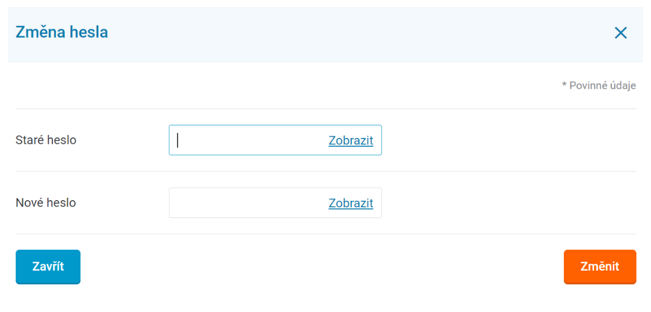 Změna hesla
* Povinné údaje
Staré heslo Zobrazit
Nové heslo Zobrazit
Zavřít Změnit